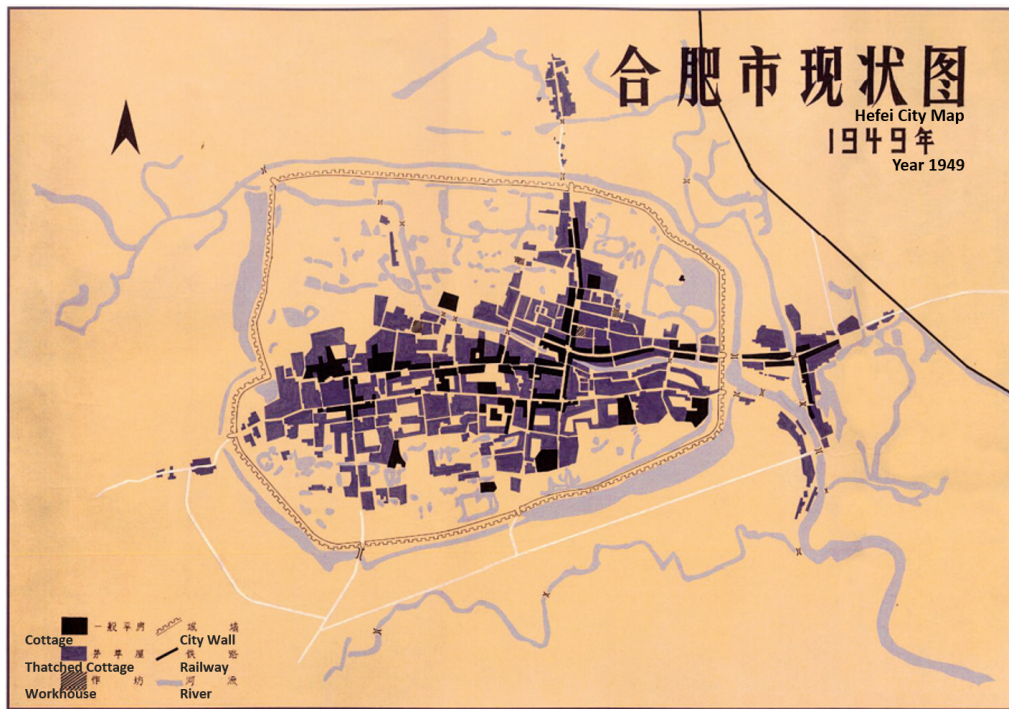 合肥市现状图
Hefei City Map
1949年
Year 1949
一般平房
Cottage
城墙
City Wall
茅草屋
Thatched Cottage
铁路
Railway
作坊
Workhouse
河流
River